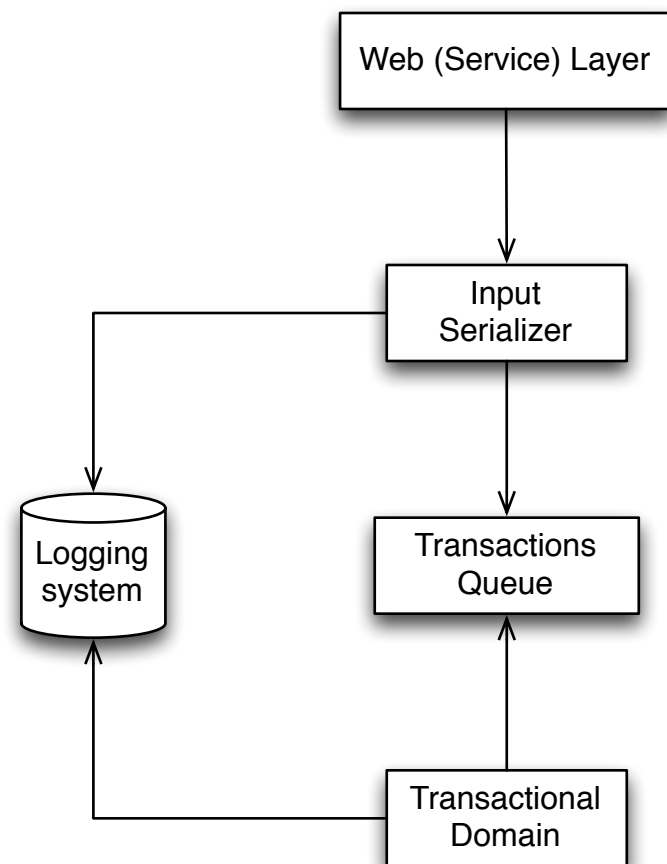 Web (Service) Layer
Input
Serializer
Logging
system
Transactions
Queue
Transactional
Domain